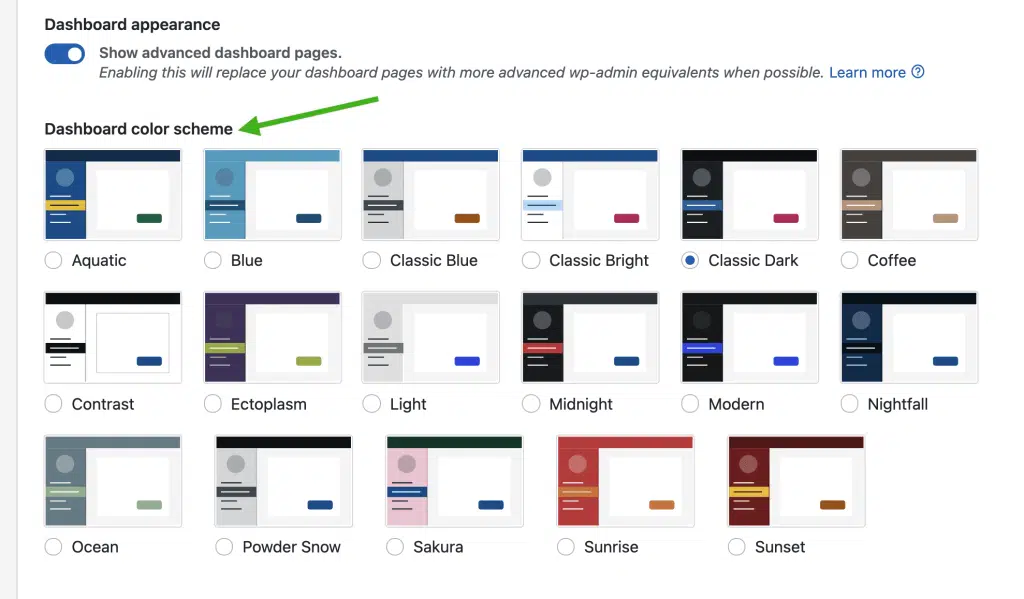 Dashboard appearance
Show advanced dashboard pages.
Enabling this will replace your dashboard pages with more advanced wp-admin equivalents when possible. Learn more
Dashboard color scheme
Aquatic Blue Classic Blue Classic Bright Classic Dark Coffee
Contrast Ectoplasm Light Midnight Modern Nightfall
Ocean Powder Snow Sakura Sunrise Sunset